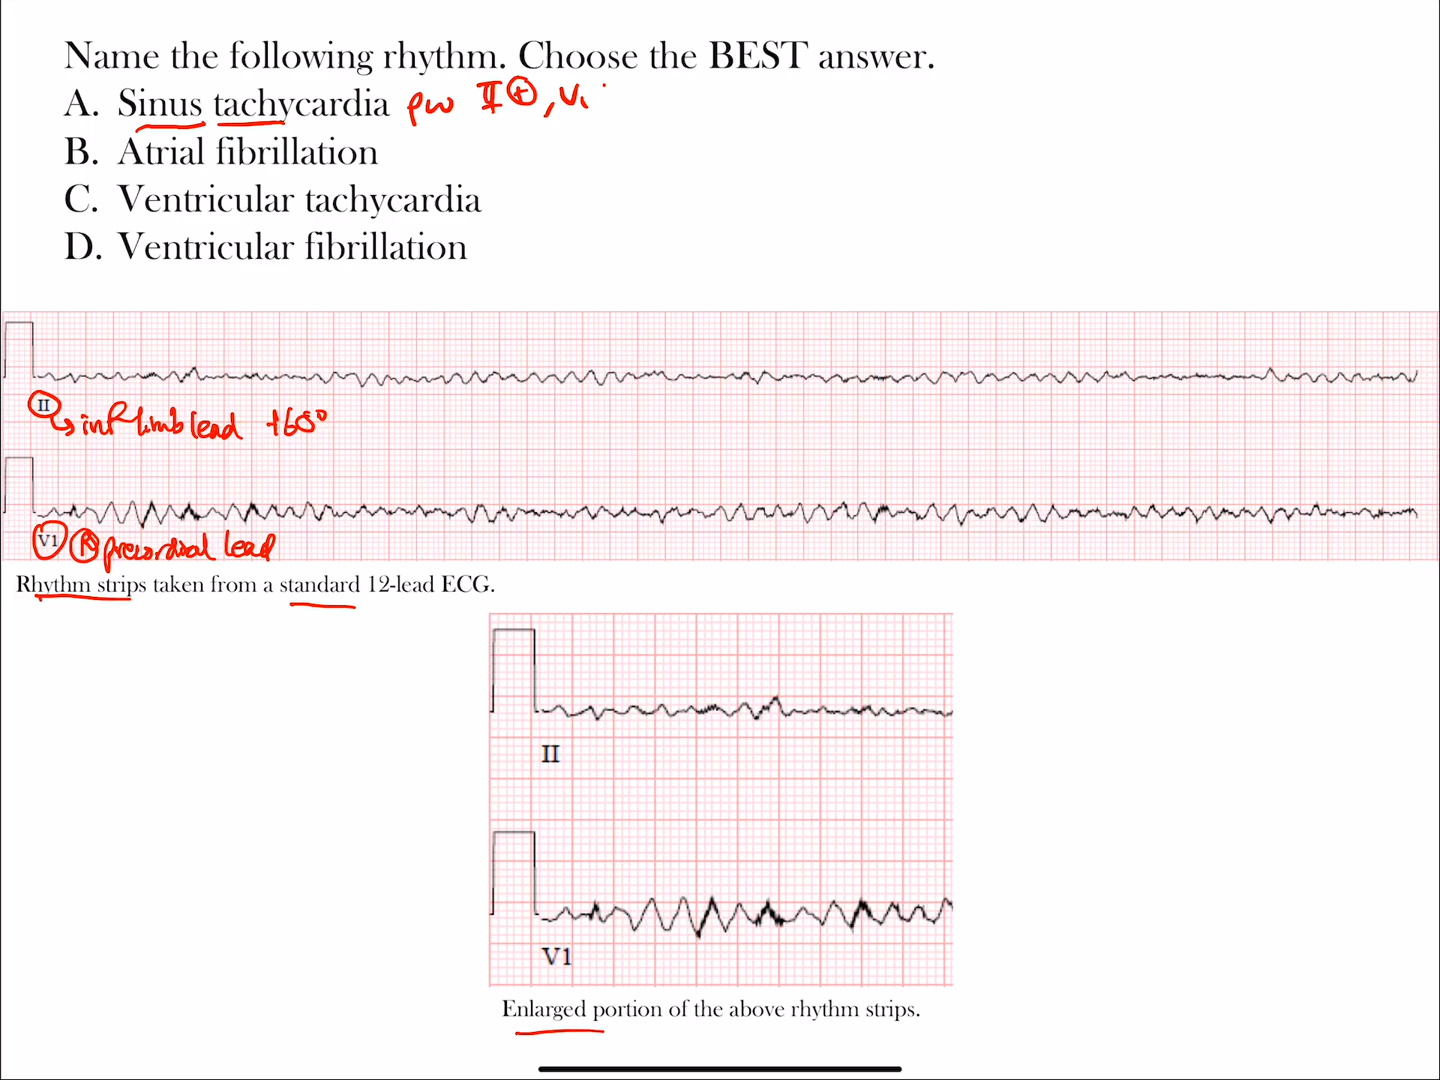 Name the following rhythm. Choose the BEST answer.
A. Sinus tachycardia pw II +, V1
B. Atrial fibrillation
C. Ventricular tachycardia
D. Ventricular fibrillation
II
inf limb lead +60°
V1 R precordial lead
Rhythm strips taken from a standard 12-lead ECG.
II
V1
Enlarged portion of the above rhythm strips.